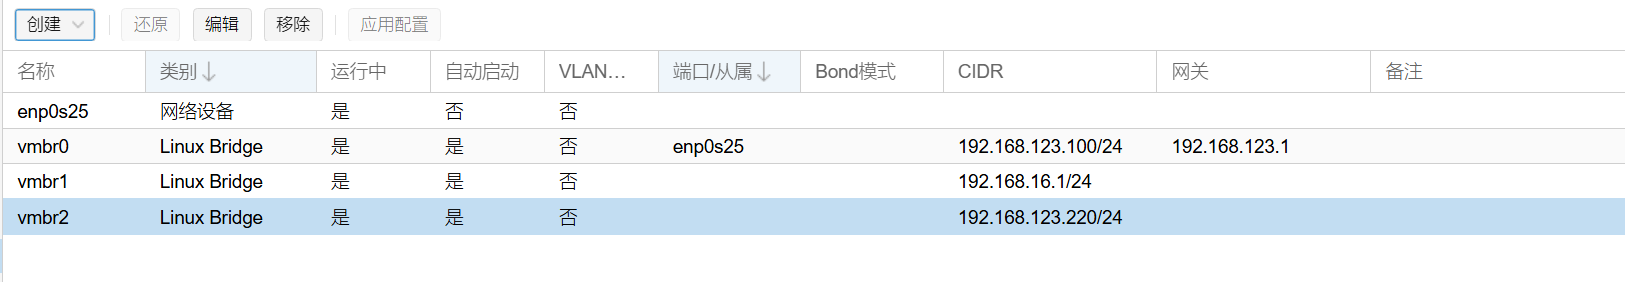 创建 还原 编辑 移除 应用配置
名称 类别 运行中 自动启动 VLAN... 端口/从属 Bond模式 CIDR 网关 备注
enp0s25 网络设备 是 否 否
vmbr0 Linux Bridge 是 是 否 enp0s25 192.168.123.100/24 192.168.123.1
vmbr1 Linux Bridge 是 是 否 192.168.16.1/24
vmbr2 Linux Bridge 是 是 否 192.168.123.220/24